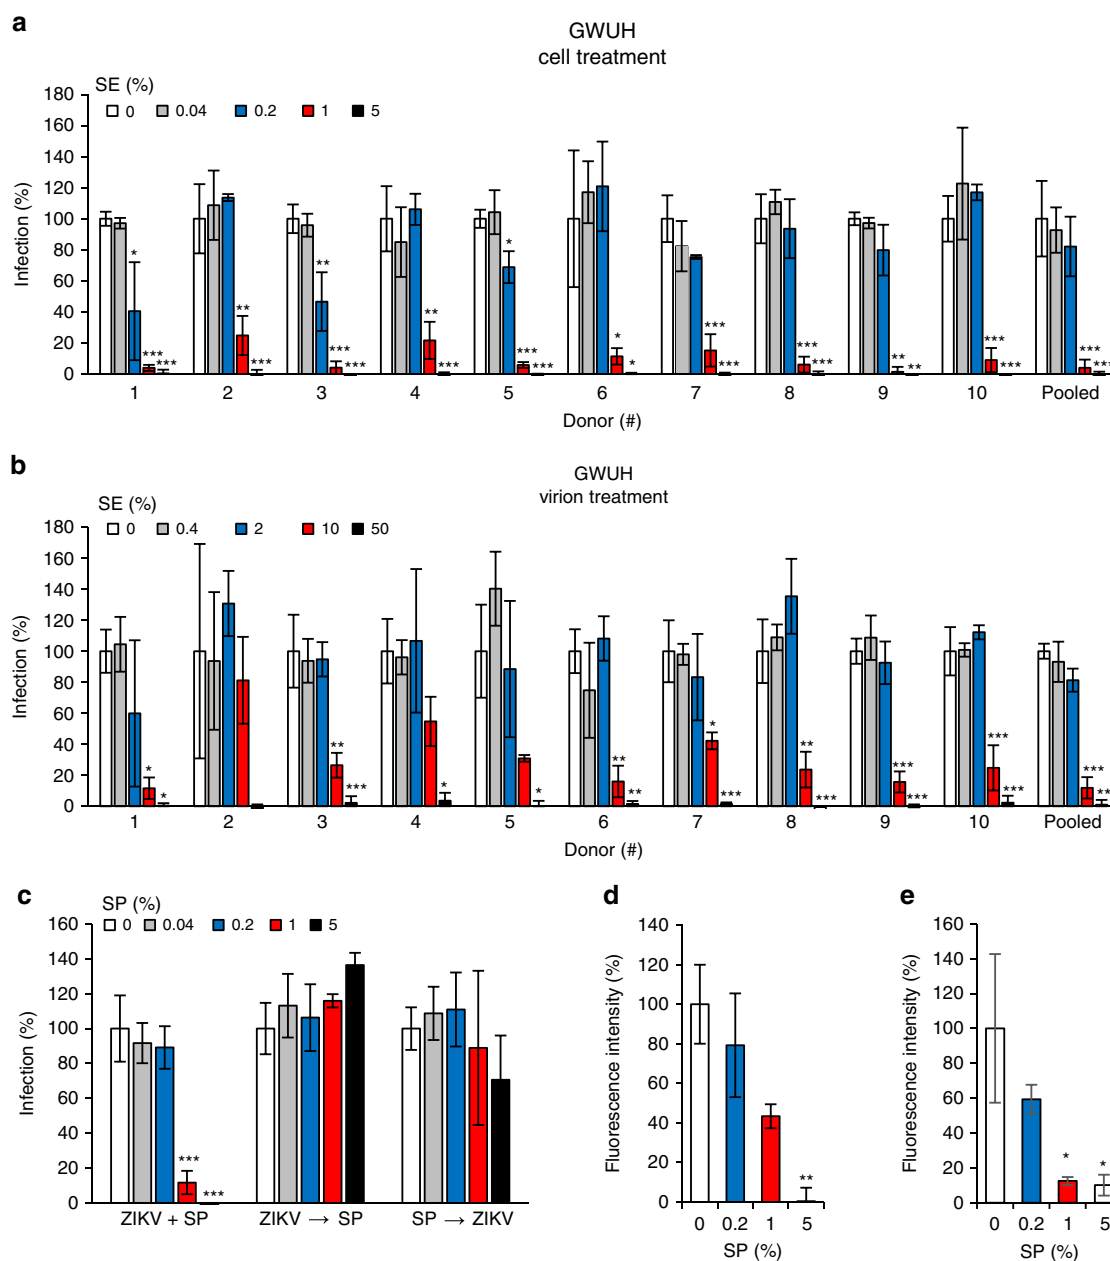 a
GWUH
cell treatment
SE (%)
0 0.04 0.2 1 5
180
160
140
120
100
80
60
40
20
0
Infection (%)
* *** ***
** ***
** *** ***
** ***
* *** ***
* *
*** ***
*** ***
** **
*** ***
*** ***
1 2 3 4 5 6 7 8 9 10 Pooled
Donor (#)
b
GWUH
virion treatment
SE (%)
0 0.4 2 10 50
180
160
140
120
100
80
60
40
20
0
Infection (%)
* *
** ***
*
*
** **
* ***
** ***
*** ***
*** ***
*** **
1 2 3 4 5 6 7 8 9 10 Pooled
Donor (#)
c
SP (%)
0 0.04 0.2 1 5
160
140
120
100
80
60
40
20
0
Infection (%)
*** ***
ZIKV + SP ZIKV → SP SP → ZIKV
d
140
120
100
80
60
40
20
0
Fluorescence intensity (%)
**
0 0.2 1 5
SP (%)
e
160
140
120
100
80
60
40
20
0
Fluorescence intensity (%)
* *
0 0.2 1 5
SP (%)